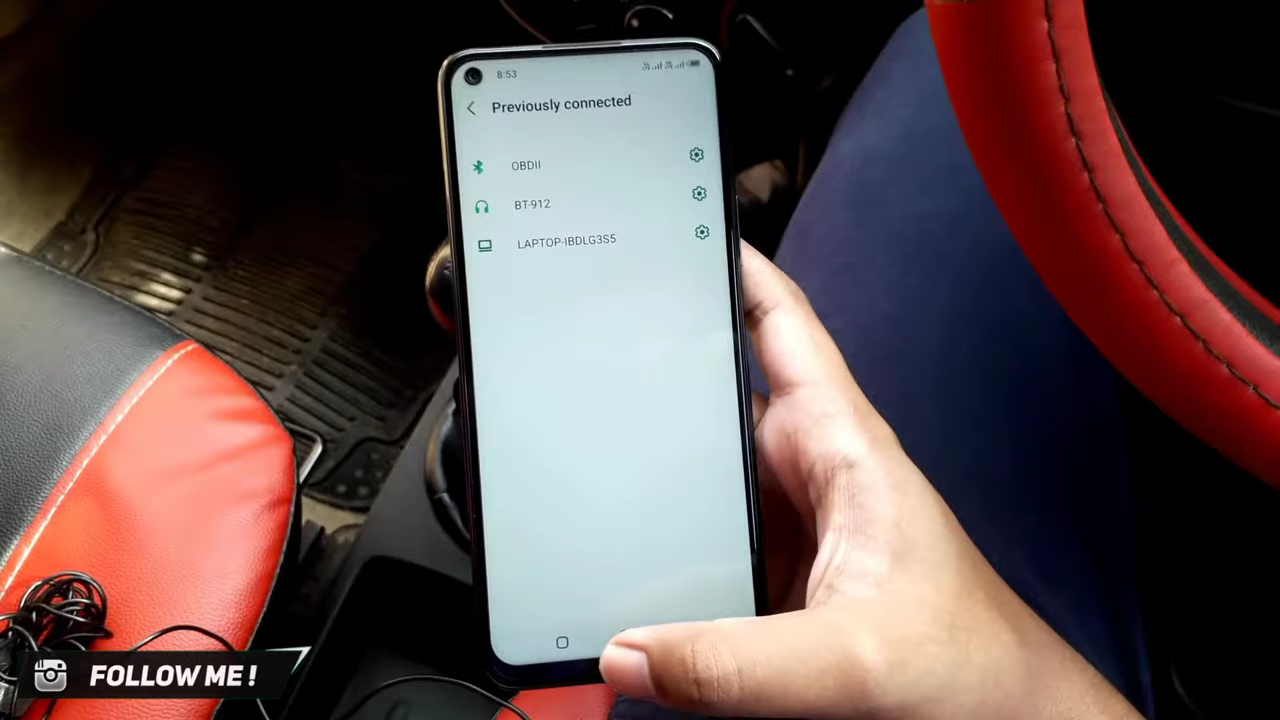 8:53
Previously connected
OBDII
BT-912
LAPTOP-IBDLG3S5
FOLLOW ME !